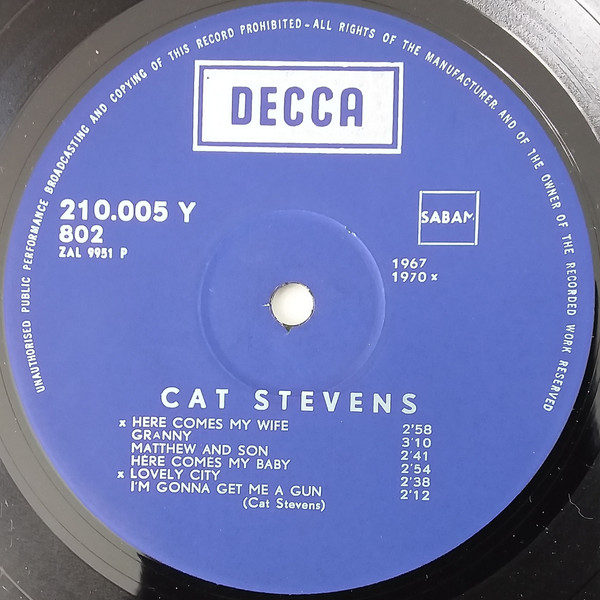 UNAUTHORISED PUBLIC PERFORMANCE BROADCASTING AND COPYING OF THIS RECORD PROHIBITED - ALL RIGHTS OF THE MANUFACTURER AND OF THE OWNER OF THE RECORDED WORK RESERVED
DECCA
210.005 Y
802
ZAL 9951 P
SABAM
1967
1970 x
CAT STEVENS
x HERE COMES MY WIFE 2'58
GRANNY 3'10
MATTHEW AND SON 2'41
HERE COMES MY BABY 2'54
x LOVELY CITY 2'38
I'M GONNA GET ME A GUN 2'12
(Cat Stevens)